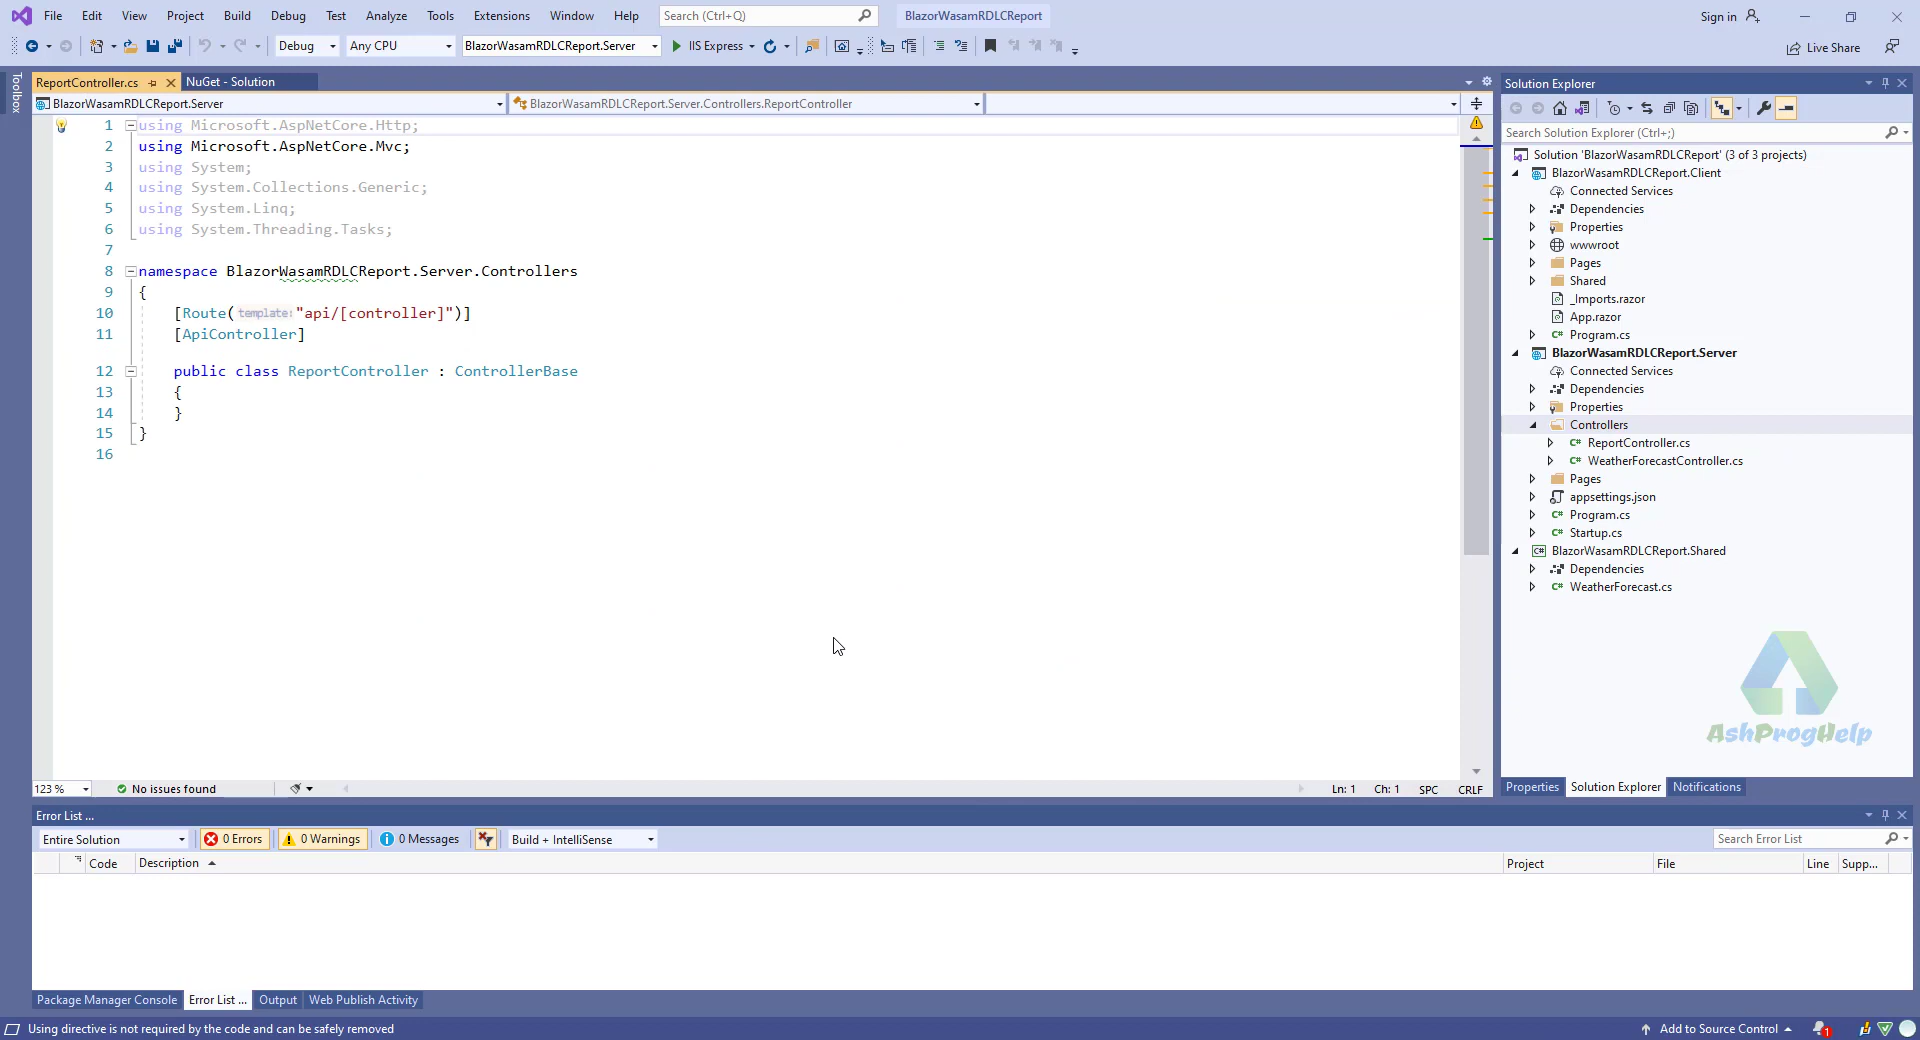 File Edit View Project Build Debug Test Analyze Tools Extensions Window Help Search (Ctrl+Q) BlazorWasamRDLCReport Sign in
Debug Any CPU BlazorWasamRDLCReport.Server IIS Express Live Share
Toolbox
ReportController.cs NuGet - Solution
BlazorWasamRDLCReport.Server BlazorWasamRDLCReport.Server.Controllers.ReportController
1 using Microsoft.AspNetCore.Http;
2 using Microsoft.AspNetCore.Mvc;
3 using System;
4 using System.Collections.Generic;
5 using System.Linq;
6 using System.Threading.Tasks;
7
8 namespace BlazorWasamRDLCReport.Server.Controllers
9 {
10 [Route(template: "api/[controller]")]
11 [ApiController]
12 public class ReportController : ControllerBase
13 {
14 }
15 }
16
123 % No issues found Ln: 1 Ch: 1 SPC CRLF
Solution Explorer
Search Solution Explorer (Ctrl+;)
Solution 'BlazorWasamRDLCReport' (3 of 3 projects)
BlazorWasamRDLCReport.Client
Connected Services
Dependencies
Properties
wwwroot
Pages
Shared
_Imports.razor
App.razor
C# Program.cs
BlazorWasamRDLCReport.Server
Connected Services
Dependencies
Properties
Controllers
C# ReportController.cs
C# WeatherForecastController.cs
Pages
appsettings.json
C# Program.cs
C# Startup.cs
C# BlazorWasamRDLCReport.Shared
Dependencies
C# WeatherForecast.cs
AshProgHelp
Properties Solution Explorer Notifications
Error List ...
Entire Solution 0 Errors 0 Warnings 0 Messages Build + IntelliSense Search Error List
Code Description Project File Line Supp...
Package Manager Console Error List ... Output Web Publish Activity
Using directive is not required by the code and can be safely removed Add to Source Control 1